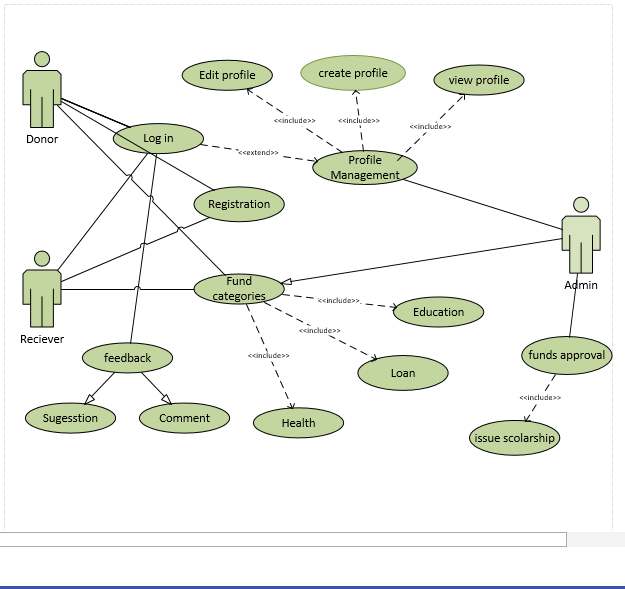 Edit profile
create profile
view profile
Donor
Log in
<<include>>
<<include>>
<<include>>
<<extend>>
Profile
Management
Registration
Reciever
Fund
categories
Admin
<<include>>
Education
<<include>>
feedback
<<include>>
funds approval
Loan
<<include>>
Sugesstion
Comment
Health
issue scolarship